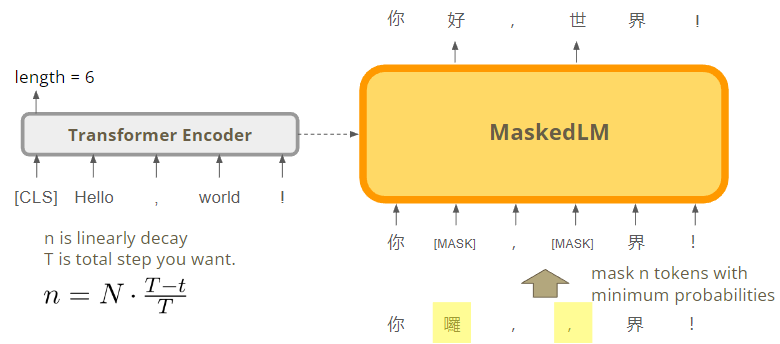 你 好 , 世 界 !
length = 6
Transformer Encoder
MaskedLM
[CLS] Hello , world !
你 [MASK] , [MASK] 界 !
n is linearly decay
T is total step you want.
n = N · \frac{T-t}{T}
mask n tokens with
minimum probabilities
你 囉 , , 界 !